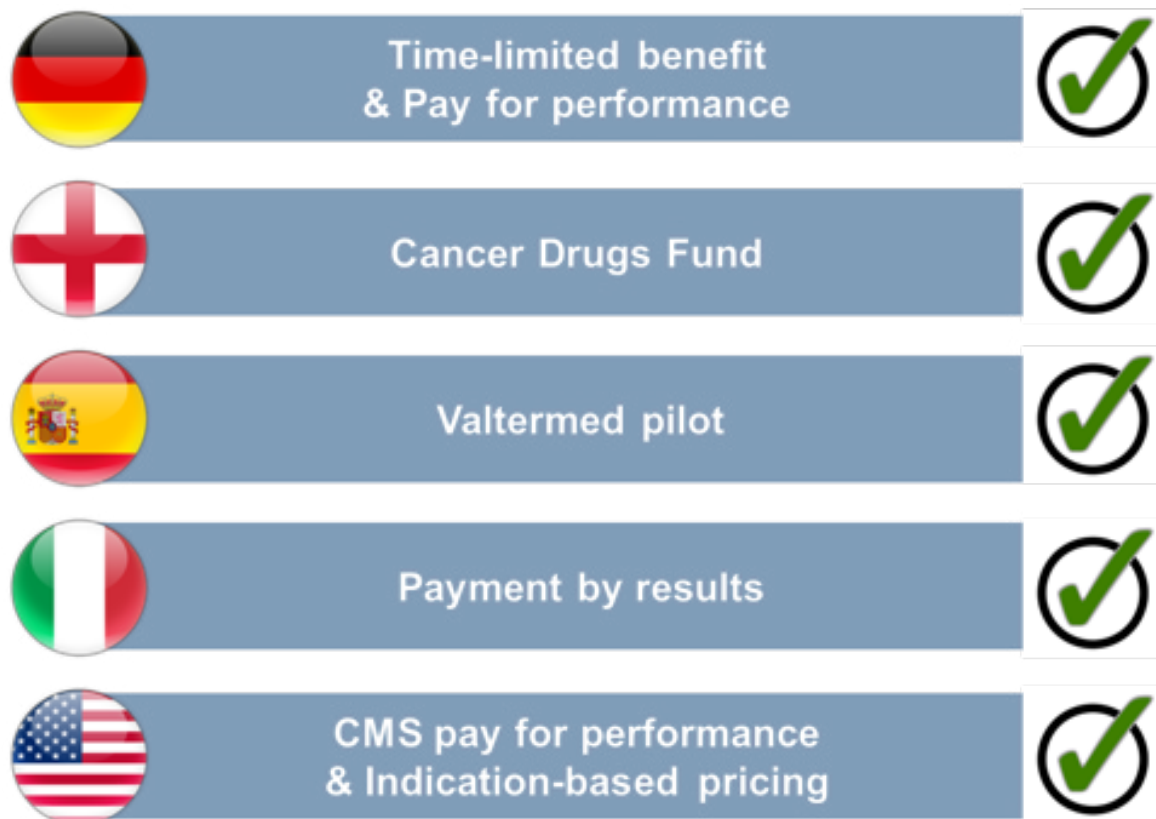 Time-limited benefit
& Pay for performance
Cancer Drugs Fund
Valtermed pilot
Payment by results
CMS pay for performance
& Indication-based pricing